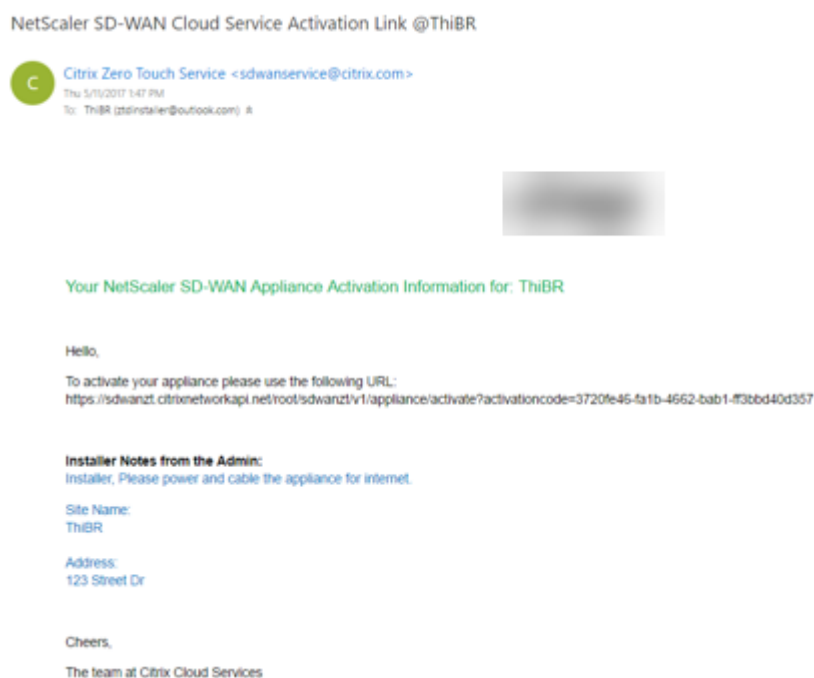 NetScaler SD-WAN Cloud Service Activation Link @ThiBR
C
Citrix Zero Touch Service <sdwanservice@citrix.com>
Thu 5/11/2017 1:47 PM
To: ThiBR (ztdinstaller@outlook.com)
Your NetScaler SD-WAN Appliance Activation Information for: ThiBR
Hello,
To activate your appliance please use the following URL:
https://sdwanzt.citrixnetworkapi.net/root/sdwanzt/v1/appliance/activate?activationcode=3720fe46-fa1b-4662-bab1-ff3bbd40d357
Installer Notes from the Admin:
Installer, Please power and cable the appliance for internet.
Site Name:
ThiBR
Address:
123 Street Dr
Cheers,
The team at Citrix Cloud Services